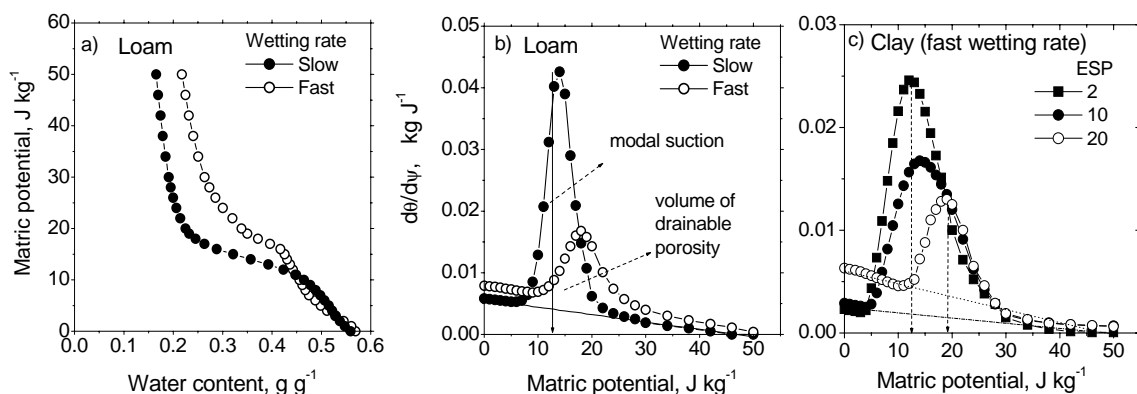 a) Loam
Wetting rate
Slow
Fast
Matric potential, J kg-1
60
50
40
30
20
10
0
0.0 0.1 0.2 0.3 0.4 0.5 0.6
Water content, g g-1
b) Loam
Wetting rate
Slow
Fast
modal suction
volume of
drainable
porosity
dθ/dψ, kg J-1
0.05
0.04
0.03
0.02
0.01
0.00
0 10 20 30 40 50
Matric potential, J kg-1
c) Clay (fast wetting rate)
ESP
2
10
20
0.03
0.02
0.01
0.00
0 10 20 30 40 50
Matric potential, J kg-1